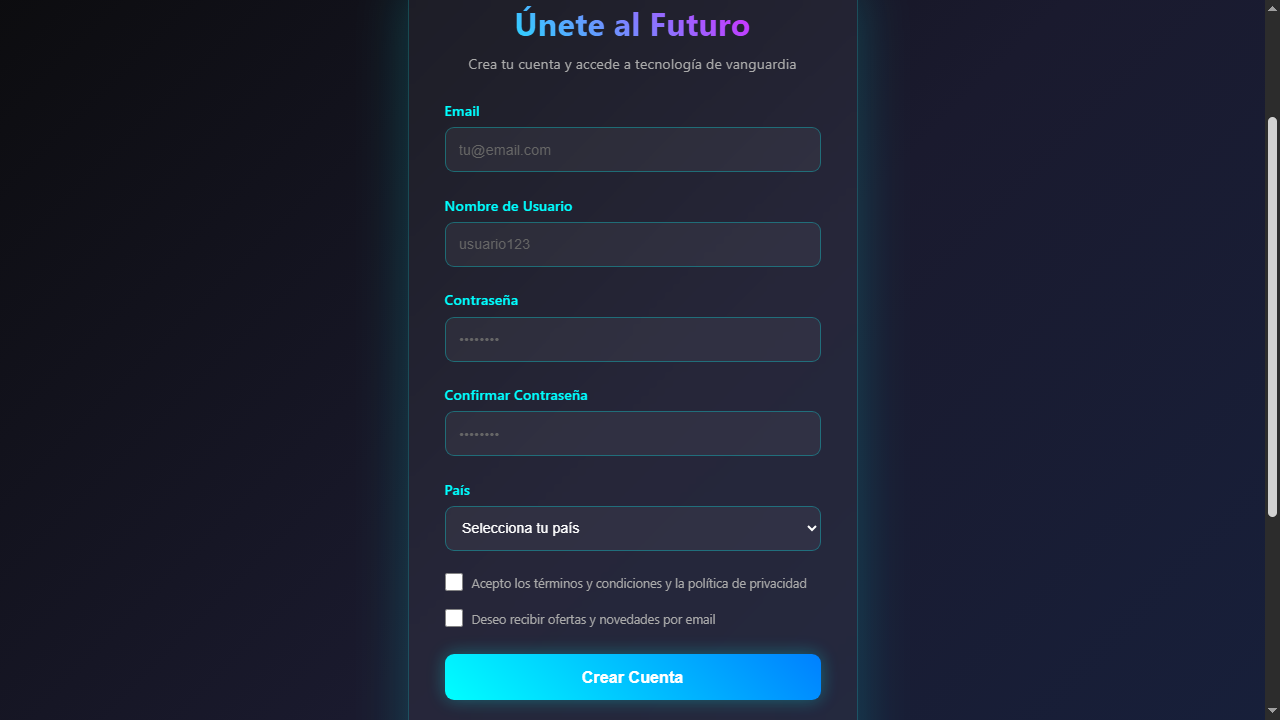 Únete al Futuro
Crea tu cuenta y accede a tecnología de vanguardia
Email
tu@email.com
Nombre de Usuario
usuario123
Contraseña
••••••••
Confirmar Contraseña
••••••••
País
Selecciona tu país
Acepto los términos y condiciones y la política de privacidad
Deseo recibir ofertas y novedades por email
Crear Cuenta